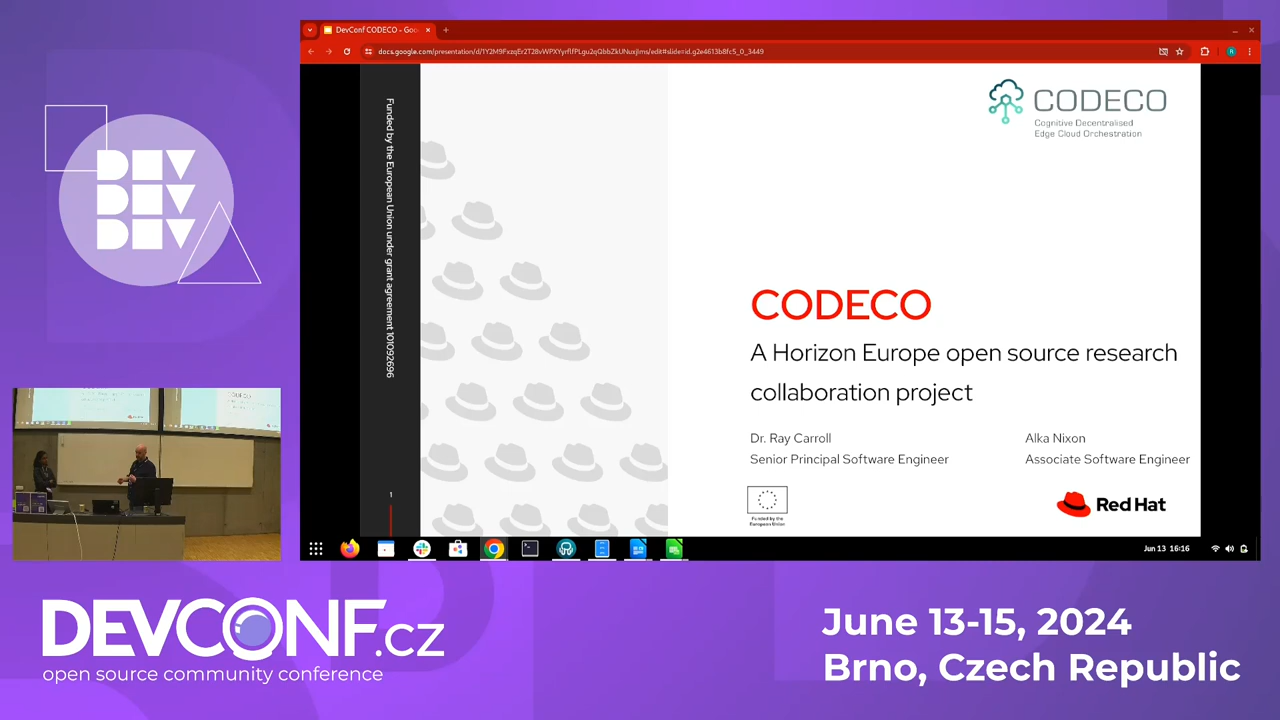 DevConf CODECO - Goo
docs.google.com/presentation/d/1Y2M9FxzqEr2T28vWPXYyrflfPLgu2qQbbZkUNuxjlms/edit#slide=id.g2e4613b8fc5_0_3449
DEV
DEV
DEV
Funded by the European Union under grant agreement 101092696
1
CODECO
Cognitive Decentralised
Edge Cloud Orchestration
CODECO
A Horizon Europe open source research
collaboration project
Dr. Ray Carroll
Senior Principal Software Engineer
Alka Nixon
Associate Software Engineer
Funded by the
European Union
Red Hat
Jun 13 16:16
DEVCONF.cz
open source community conference
June 13-15, 2024
Brno, Czech Republic